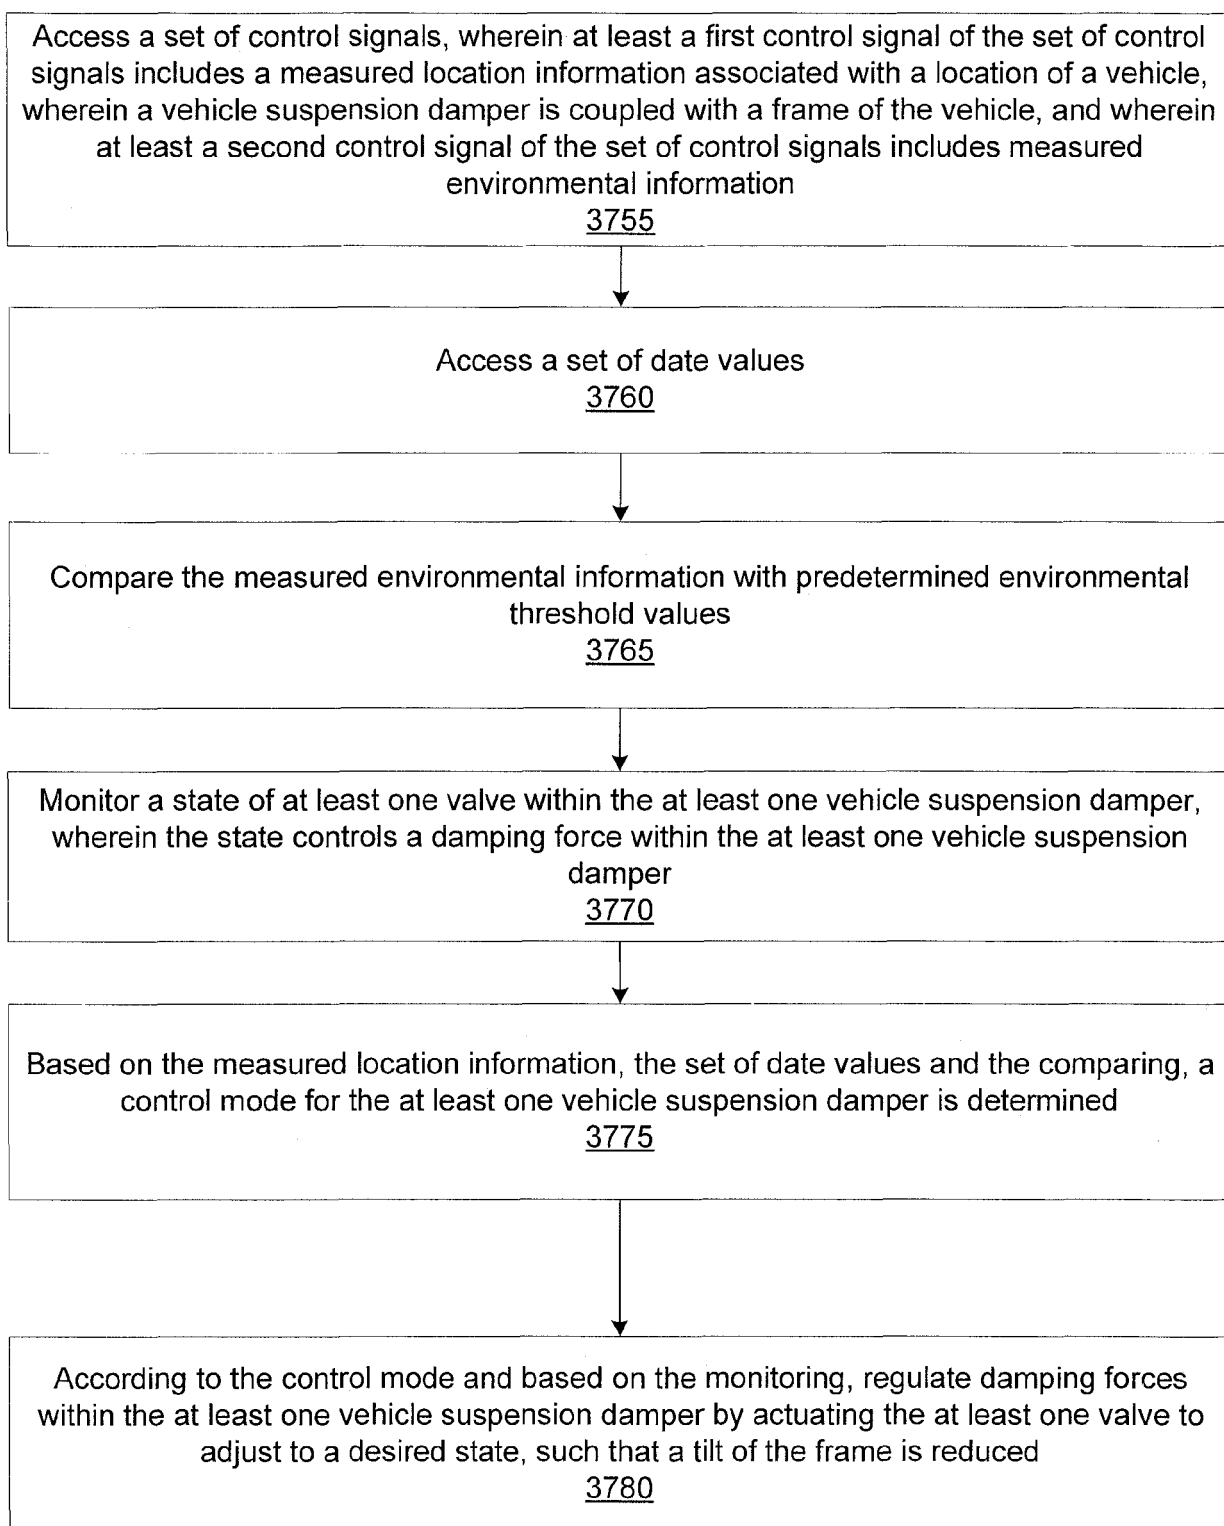 Access a set of control signals, wherein at least a first control signal of the set of control
signals includes a measured location information associated with a location of a vehicle,
wherein a vehicle suspension damper is coupled with a frame of the vehicle, and wherein
at least a second control signal of the set of control signals includes measured
environmental information
3755
Access a set of date values
3760
Compare the measured environmental information with predetermined environmental
threshold values
3765
Monitor a state of at least one valve within the at least one vehicle suspension damper,
wherein the state controls a damping force within the at least one vehicle suspension
damper
3770
Based on the measured location information, the set of date values and the comparing, a
control mode for the at least one vehicle suspension damper is determined
3775
According to the control mode and based on the monitoring, regulate damping forces
within the at least one vehicle suspension damper by actuating the at least one valve to
adjust to a desired state, such that a tilt of the frame is reduced
3780